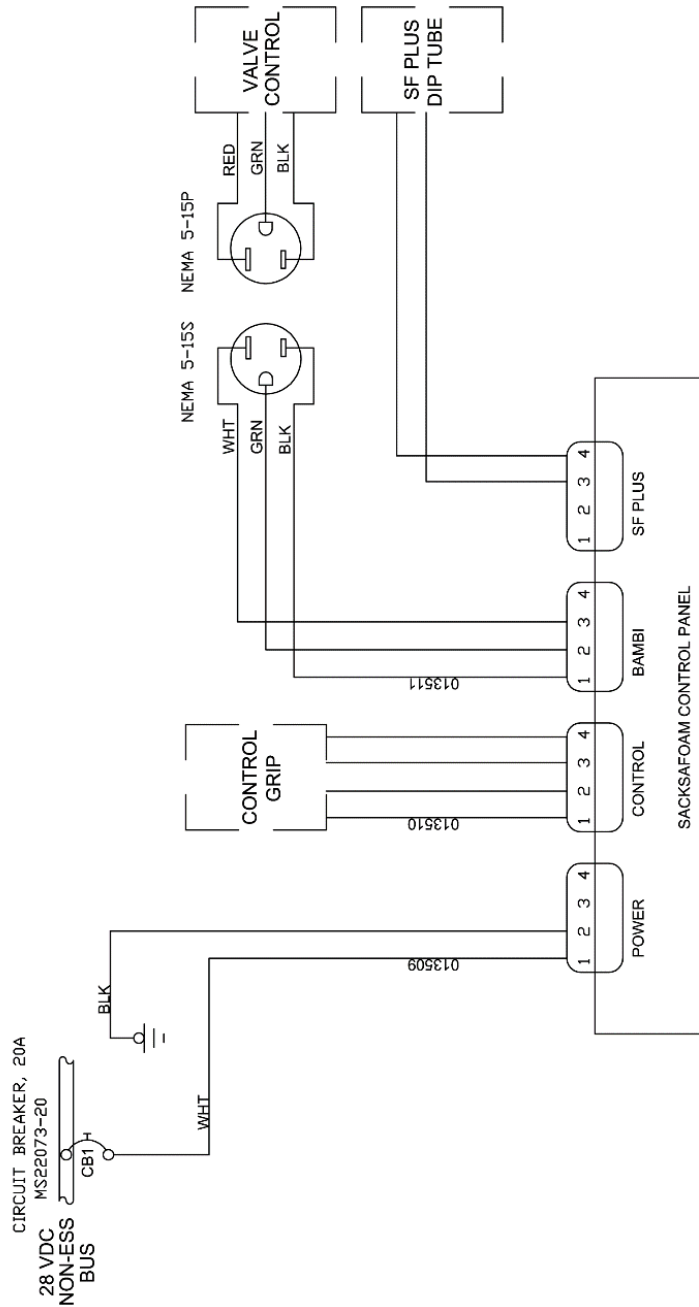 CIRCUIT BREAKER, 20A
MS22073-20
28 VDC
NON-ESS
BUS
CB1
BLK
WHT
013509
1 2 3 4
POWER
CONTROL
GRIP
013510
1 2 3 4
CONTROL
NEMA 5-15S
NEMA 5-15P
WHT
GRN
BLK
RED
GRN
BLK
VALVE
CONTROL
013511
1 2 3 4
BAMBI
SF PLUS
DIP TUBE
1 2 3 4
SF PLUS
SACKSAFOAM CONTROL PANEL